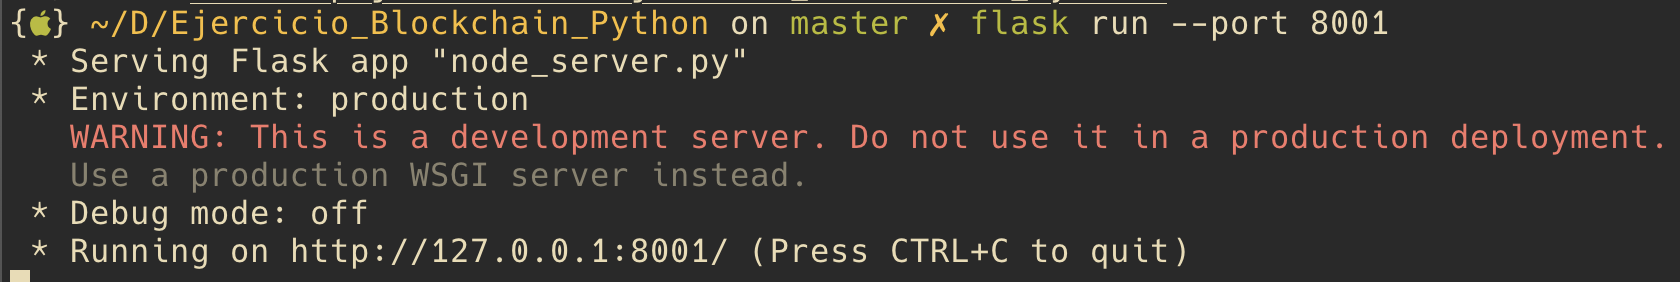 {} ~/D/Ejercicio_Blockchain_Python on master ✗ flask run --port 8001
* Serving Flask app "node_server.py"
* Environment: production
WARNING: This is a development server. Do not use it in a production deployment.
Use a production WSGI server instead.
* Debug mode: off
* Running on http://127.0.0.1:8001/ (Press CTRL+C to quit)